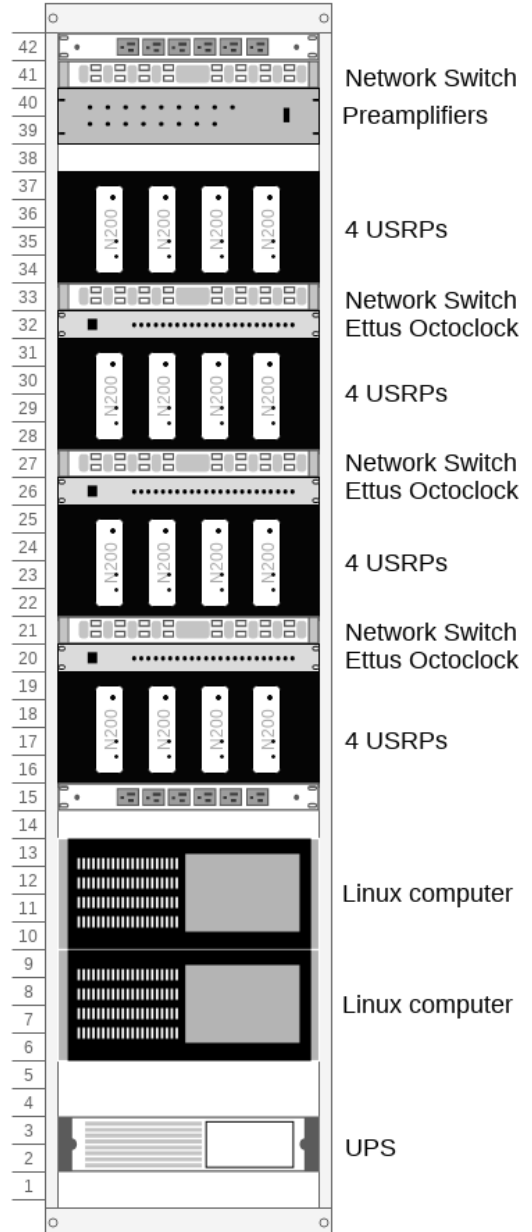 42
41 Network Switch
40 Preamplifiers
39
38
37
36 N200 N200 N200 N200 4 USRPs
35
34
33 Network Switch
32 Ettus Octoclock
31
30 N200 N200 N200 N200 4 USRPs
29
28
27 Network Switch
26 Ettus Octoclock
25
24 N200 N200 N200 N200 4 USRPs
23
22
21 Network Switch
20 Ettus Octoclock
19
18 N200 N200 N200 N200 4 USRPs
17
16
15
14
13
12
11 Linux computer
10
9
8
7 Linux computer
6
5
4
3
2 UPS
1